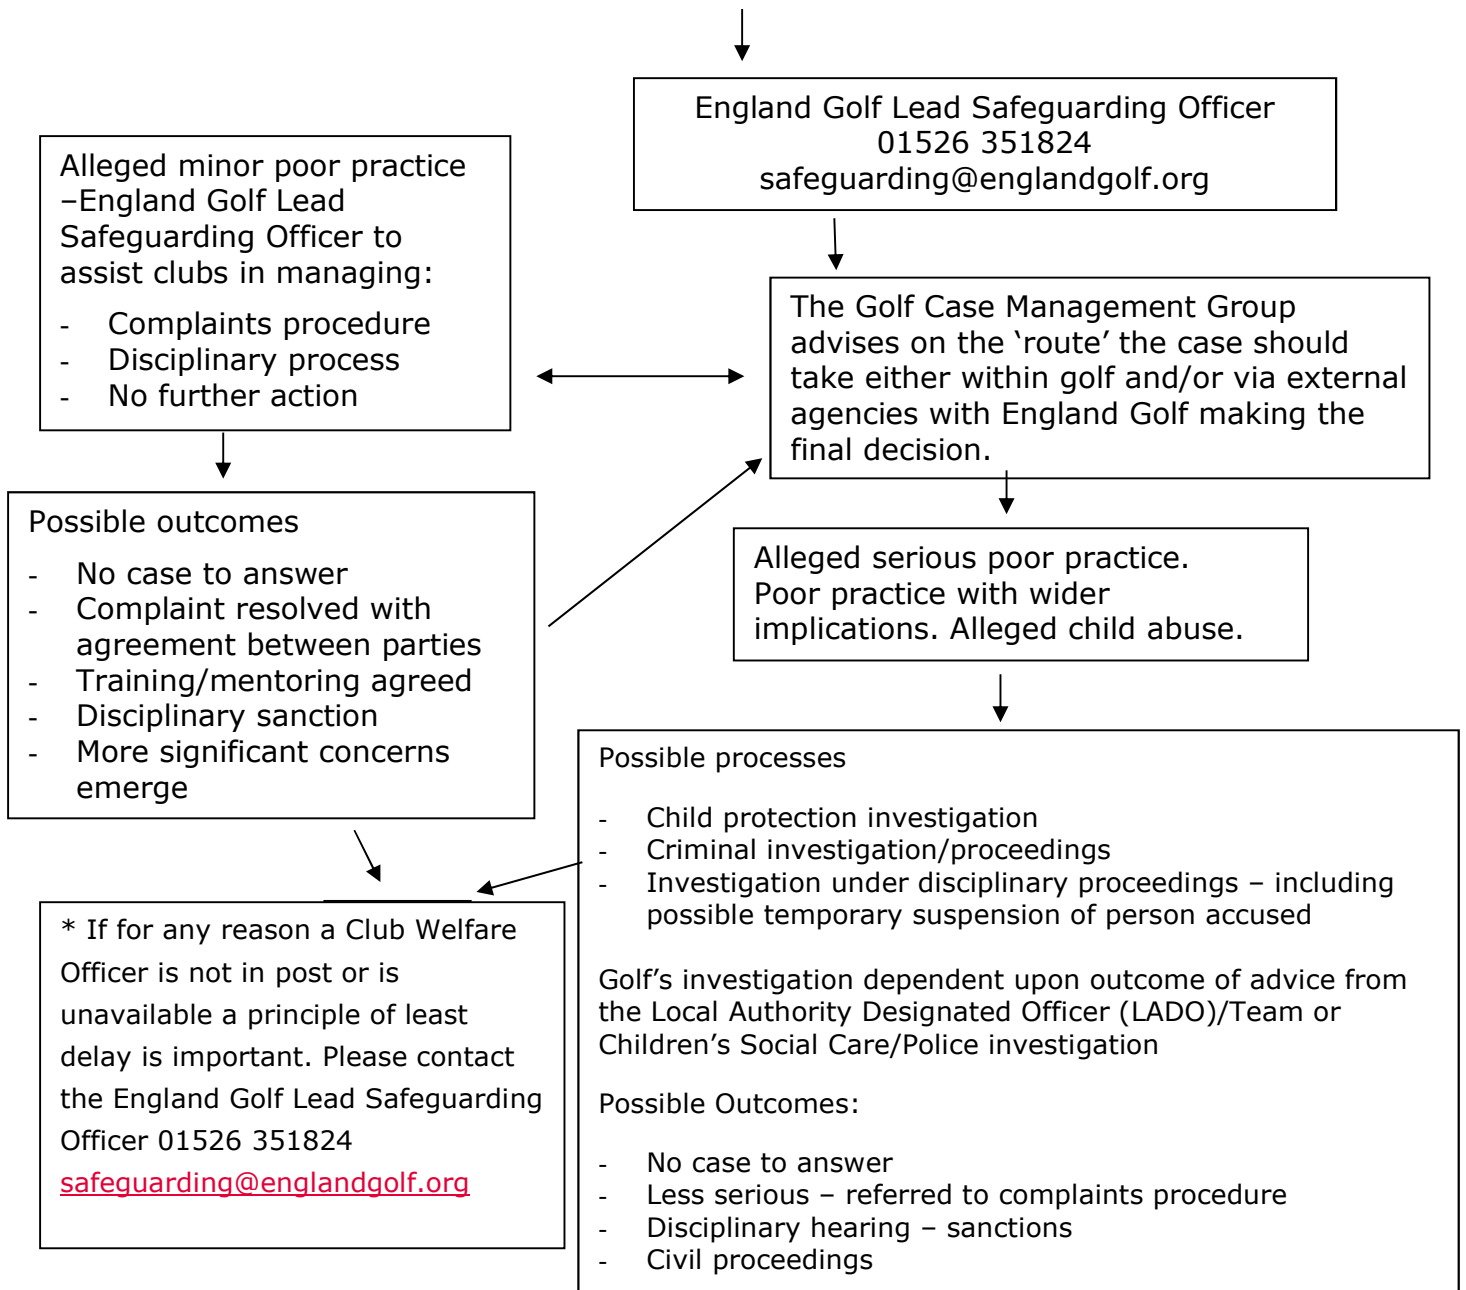 England Golf Lead Safeguarding Officer
01526 351824
safeguarding@englandgolf.org
Alleged minor poor practice
–England Golf Lead
Safeguarding Officer to
assist clubs in managing:
- Complaints procedure
- Disciplinary process
- No further action
The Golf Case Management Group
advises on the ‘route’ the case should
take either within golf and/or via external
agencies with England Golf making the
final decision.
Possible outcomes
- No case to answer
- Complaint resolved with
agreement between parties
- Training/mentoring agreed
- Disciplinary sanction
- More significant concerns
emerge
Alleged serious poor practice.
Poor practice with wider
implications. Alleged child abuse.
Possible processes
- Child protection investigation
- Criminal investigation/proceedings
- Investigation under disciplinary proceedings – including
possible temporary suspension of person accused
Golf’s investigation dependent upon outcome of advice from
the Local Authority Designated Officer (LADO)/Team or
Children’s Social Care/Police investigation
Possible Outcomes:
- No case to answer
- Less serious – referred to complaints procedure
- Disciplinary hearing – sanctions
- Civil proceedings
* If for any reason a Club Welfare
Officer is not in post or is
unavailable a principle of least
delay is important. Please contact
the England Golf Lead Safeguarding
Officer 01526 351824
safeguarding@englandgolf.org